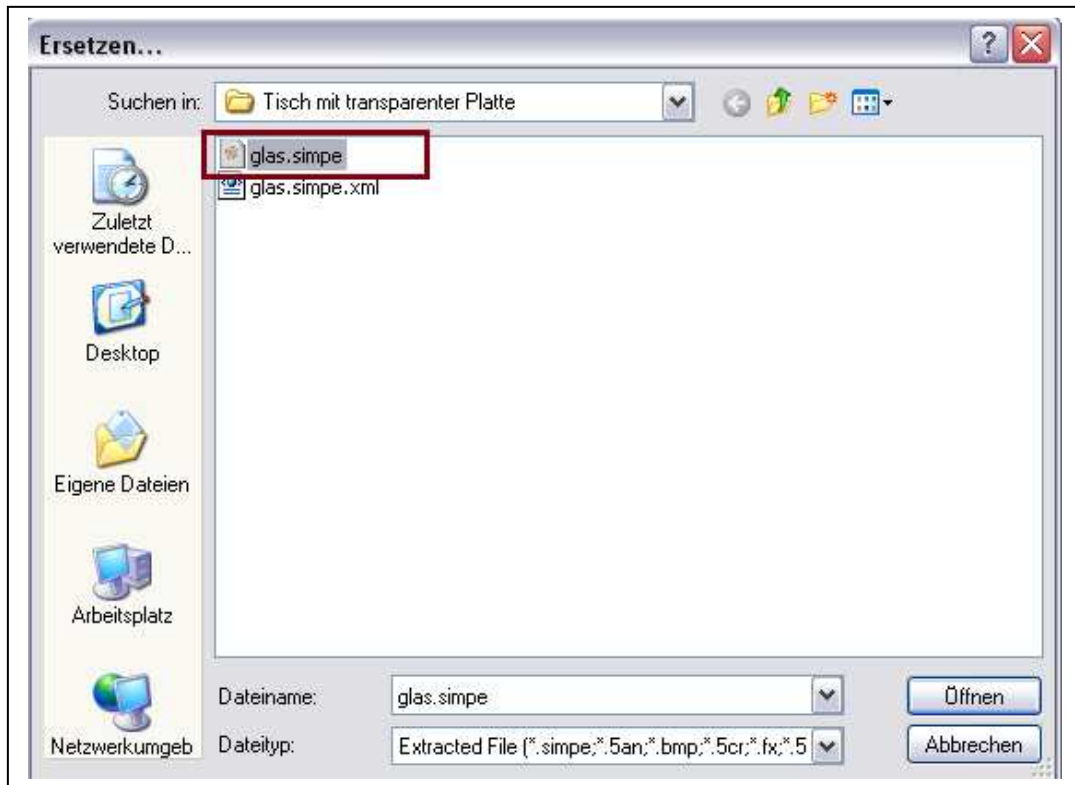 Ersetzen...
Suchen in: Tisch mit transparenter Platte
glas.simpe
glas.simpe.xml
Zuletzt
verwendete D...
Desktop
Eigene Dateien
Arbeitsplatz
Netzwerkumgeb
Dateiname: glas.simpe Öffnen
Dateityp: Extracted File (*.simpe;*.5an;*.bmp;*.5cr;*.fx;*.5 Abbrechen